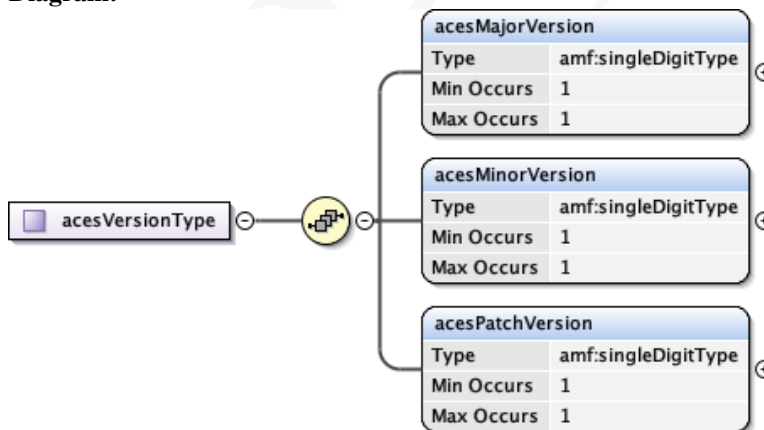 Diagram:
acesMajorVersion
Type amf:singleDigitType
Min Occurs 1
Max Occurs 1
acesMinorVersion
Type amf:singleDigitType
Min Occurs 1
Max Occurs 1
acesVersionType
acesPatchVersion
Type amf:singleDigitType
Min Occurs 1
Max Occurs 1